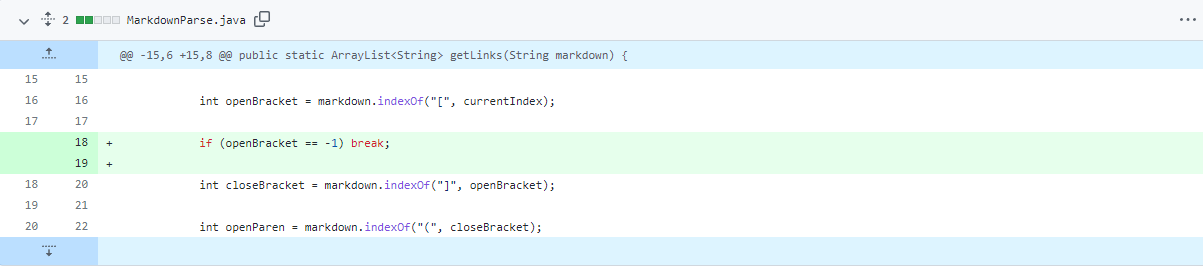 2 MarkdownParse.java
@@ -15,6 +15,8 @@ public static ArrayList<String> getLinks(String markdown) {
15 15
16 16 int openBracket = markdown.indexOf("[", currentIndex);
17 17
18 + if (openBracket == -1) break;
19 +
18 20 int closeBracket = markdown.indexOf("]", openBracket);
19 21
20 22 int openParen = markdown.indexOf("(", closeBracket);